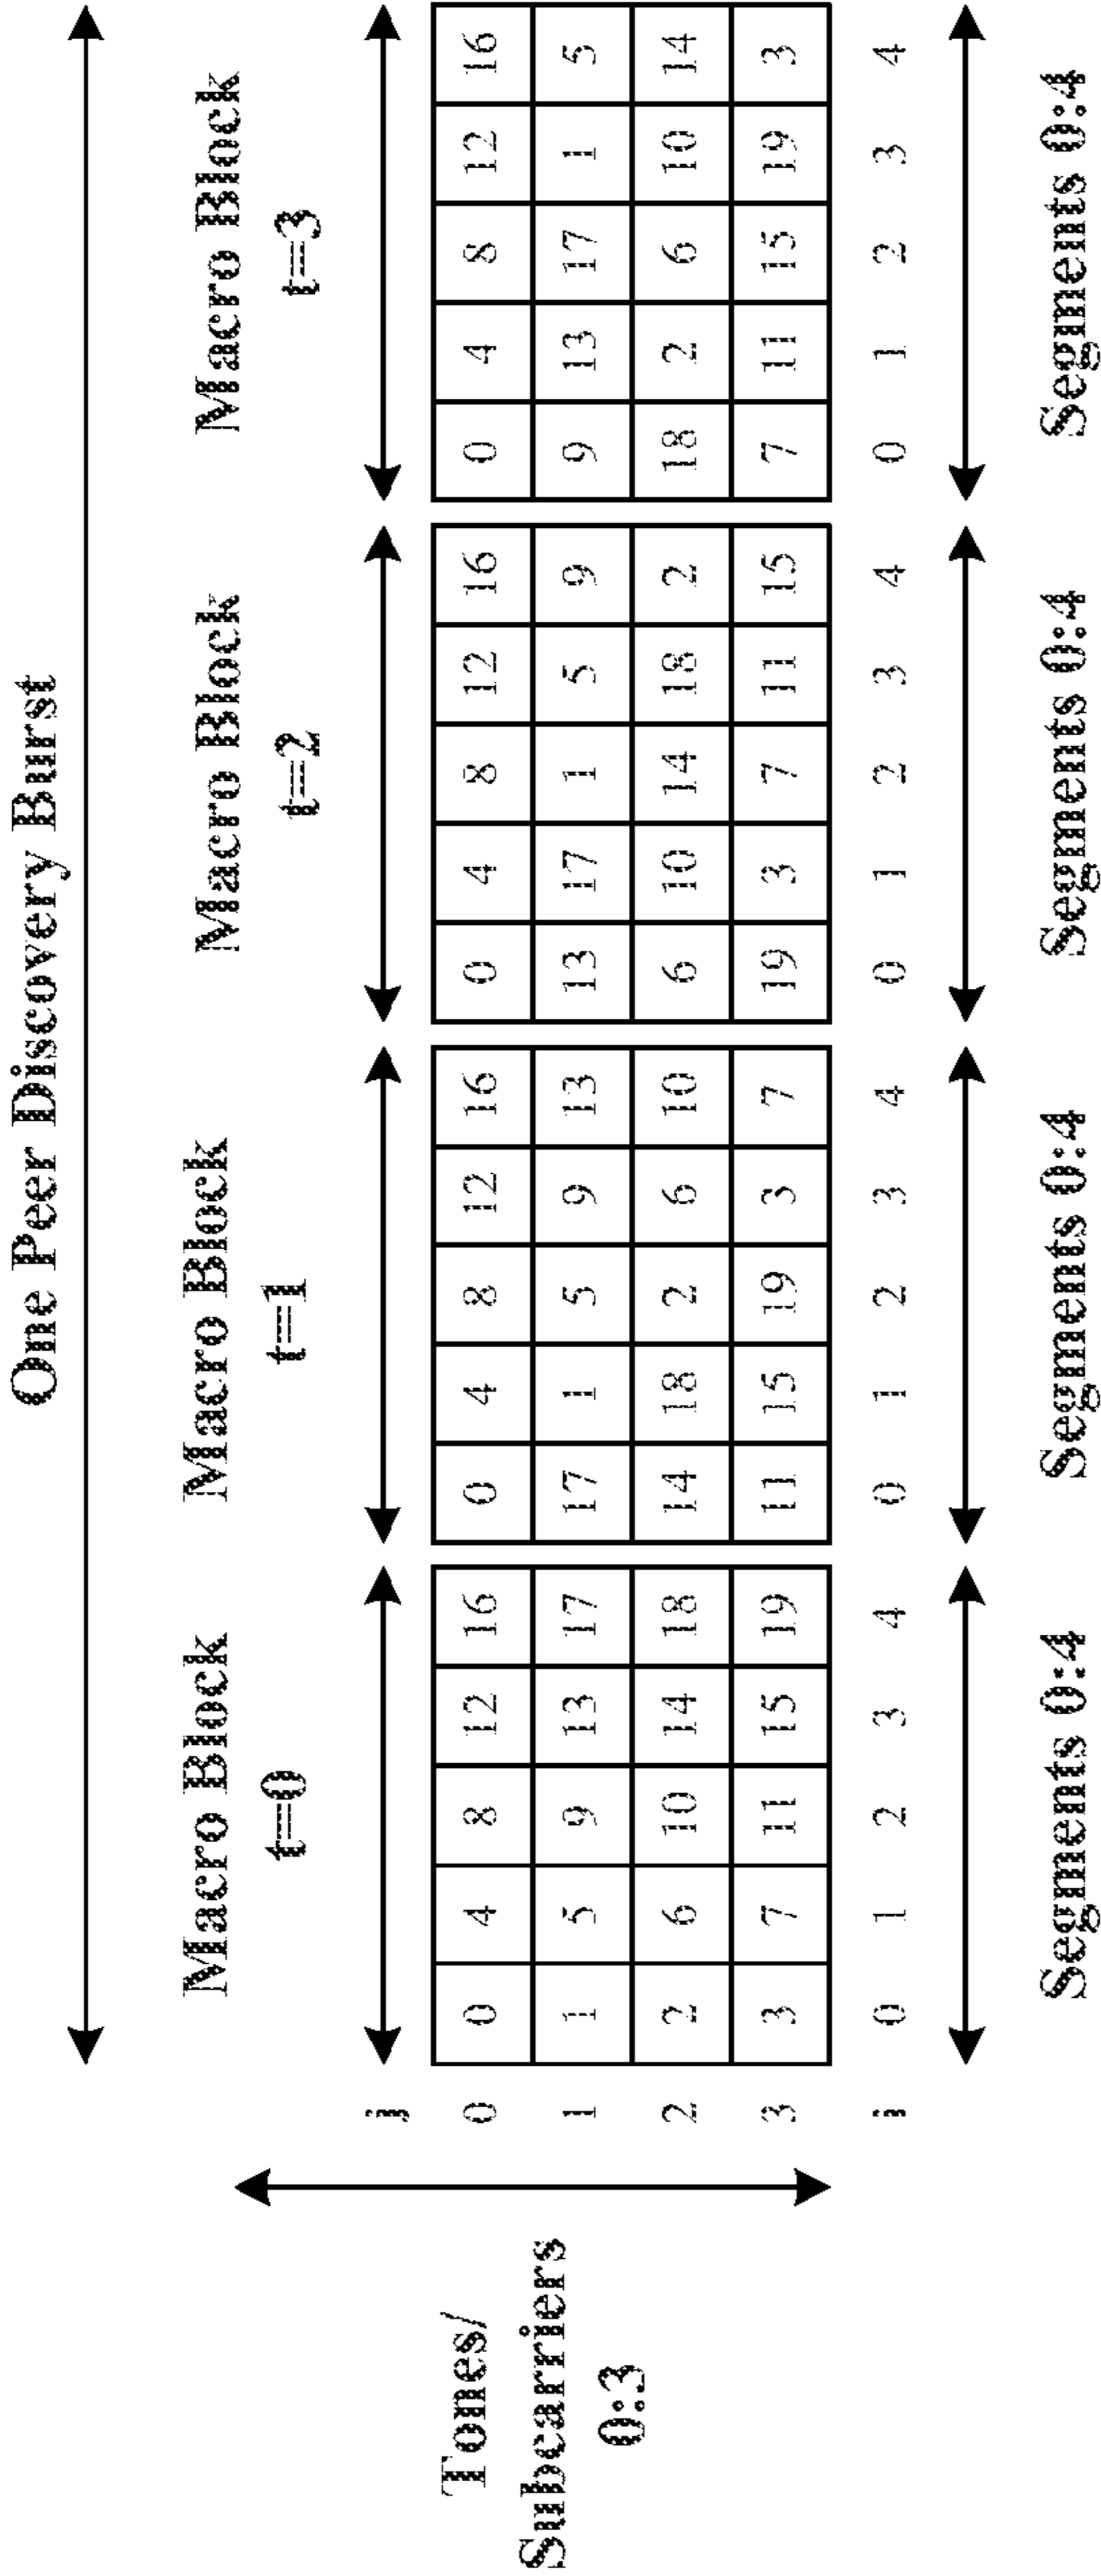 One Peer Discovery Burst
Macro Block
t=0
Macro Block
t=1
Macro Block
t=2
Macro Block
t=3
Tones/
Subcarriers
0:3
j
0 0 4 8 12 16 0 4 8 12 16 0 4 8 12 16 0 4 8 12 16
1 1 5 9 13 17 17 1 5 9 13 13 17 1 5 9 9 13 17 1 5
2 2 6 10 14 18 14 18 2 6 10 6 10 14 18 2 18 2 6 10 14
3 3 7 11 15 19 11 15 19 3 7 19 3 7 11 15 7 11 15 19 3
i 0 1 2 3 4 0 1 2 3 4 0 1 2 3 4 0 1 2 3 4
Segments 0:4
Segments 0:4
Segments 0:4
Segments 0:4